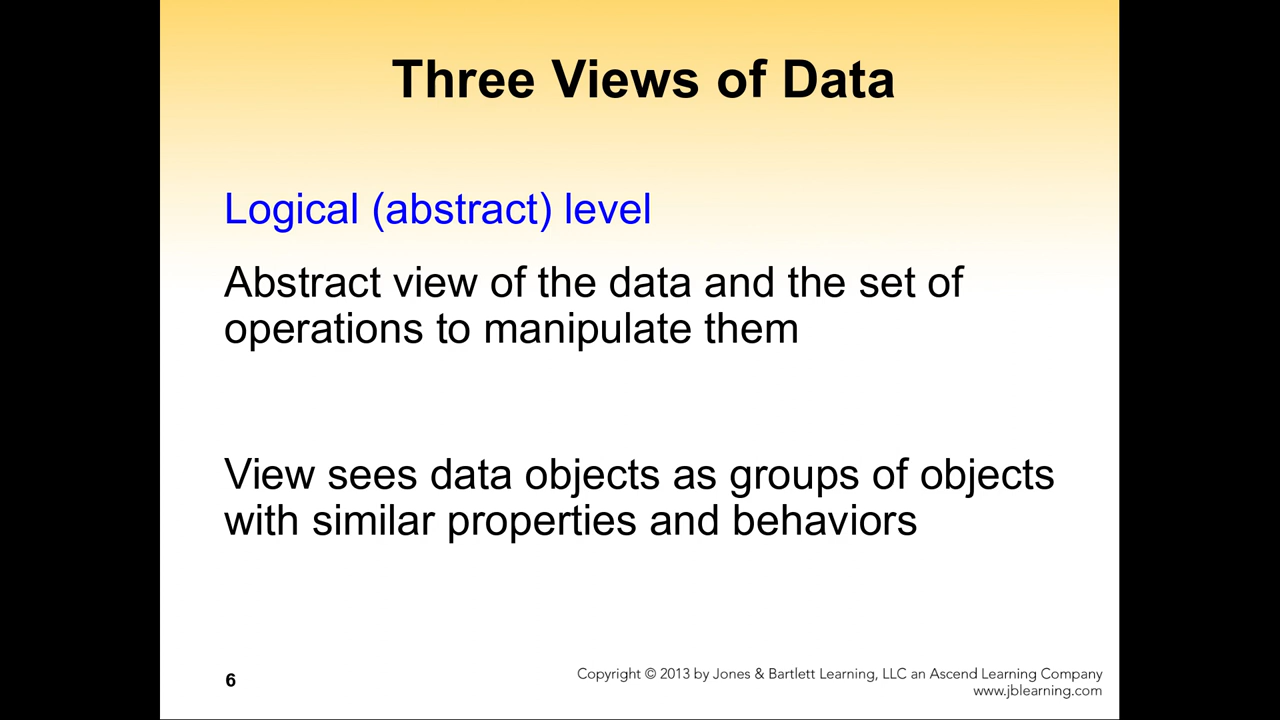 Three Views of Data
Logical (abstract) level
Abstract view of the data and the set of
operations to manipulate them
View sees data objects as groups of objects
with similar properties and behaviors
6
Copyright © 2013 by Jones & Bartlett Learning, LLC an Ascend Learning Company
www.jblearning.com